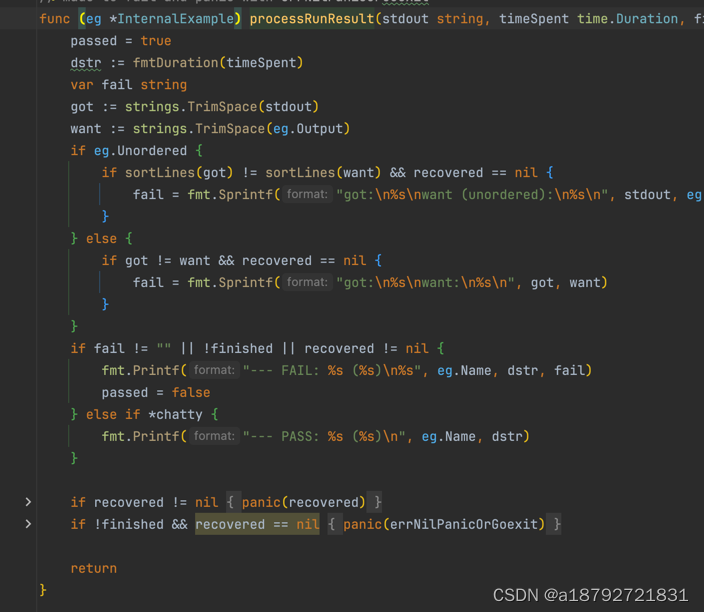 func (eg *InternalExample) processRunResult(stdout string, timeSpent time.Duration, fi
passed = true
dstr := fmtDuration(timeSpent)
var fail string
got := strings.TrimSpace(stdout)
want := strings.TrimSpace(eg.Output)
if eg.Unordered {
if sortLines(got) != sortLines(want) && recovered == nil {
fail = fmt.Sprintf( format: "got:\n%s\nwant (unordered):\n%s\n", stdout, eg
}
} else {
if got != want && recovered == nil {
fail = fmt.Sprintf( format: "got:\n%s\nwant:\n%s\n", got, want)
}
}
if fail != "" || !finished || recovered != nil {
fmt.Printf( format: "--- FAIL: %s (%s)\n%s", eg.Name, dstr, fail)
passed = false
} else if *chatty {
fmt.Printf( format: "--- PASS: %s (%s)\n", eg.Name, dstr)
}
if recovered != nil { panic(recovered) }
if !finished && recovered == nil { panic(errNilPanicOrGoexit) }
return
}
CSDN @a18792721831